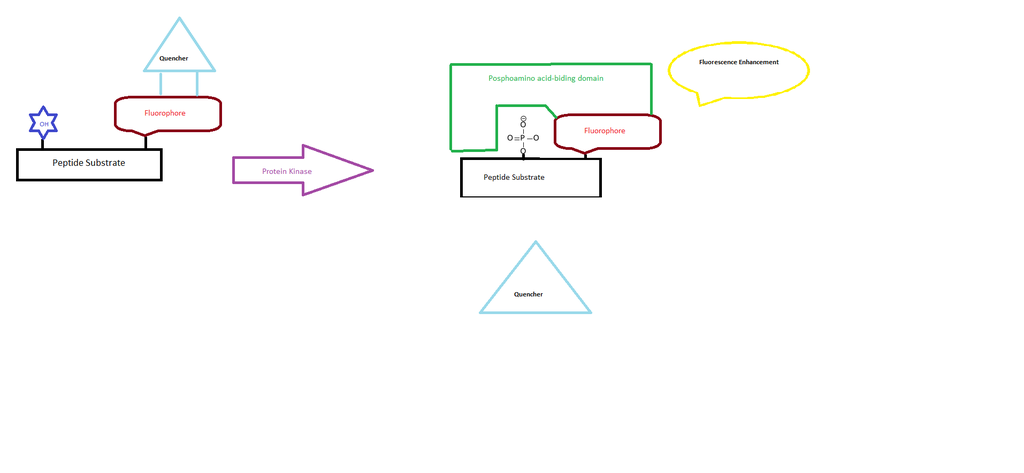 Quencher
Fluorophore
OH
Peptide Substrate
Protein Kinase
Posphoamino acid-biding domain
Fluorescence Enhancement
⊖
O
O=P–O
O
Fluorophore
Peptide Substrate
Quencher